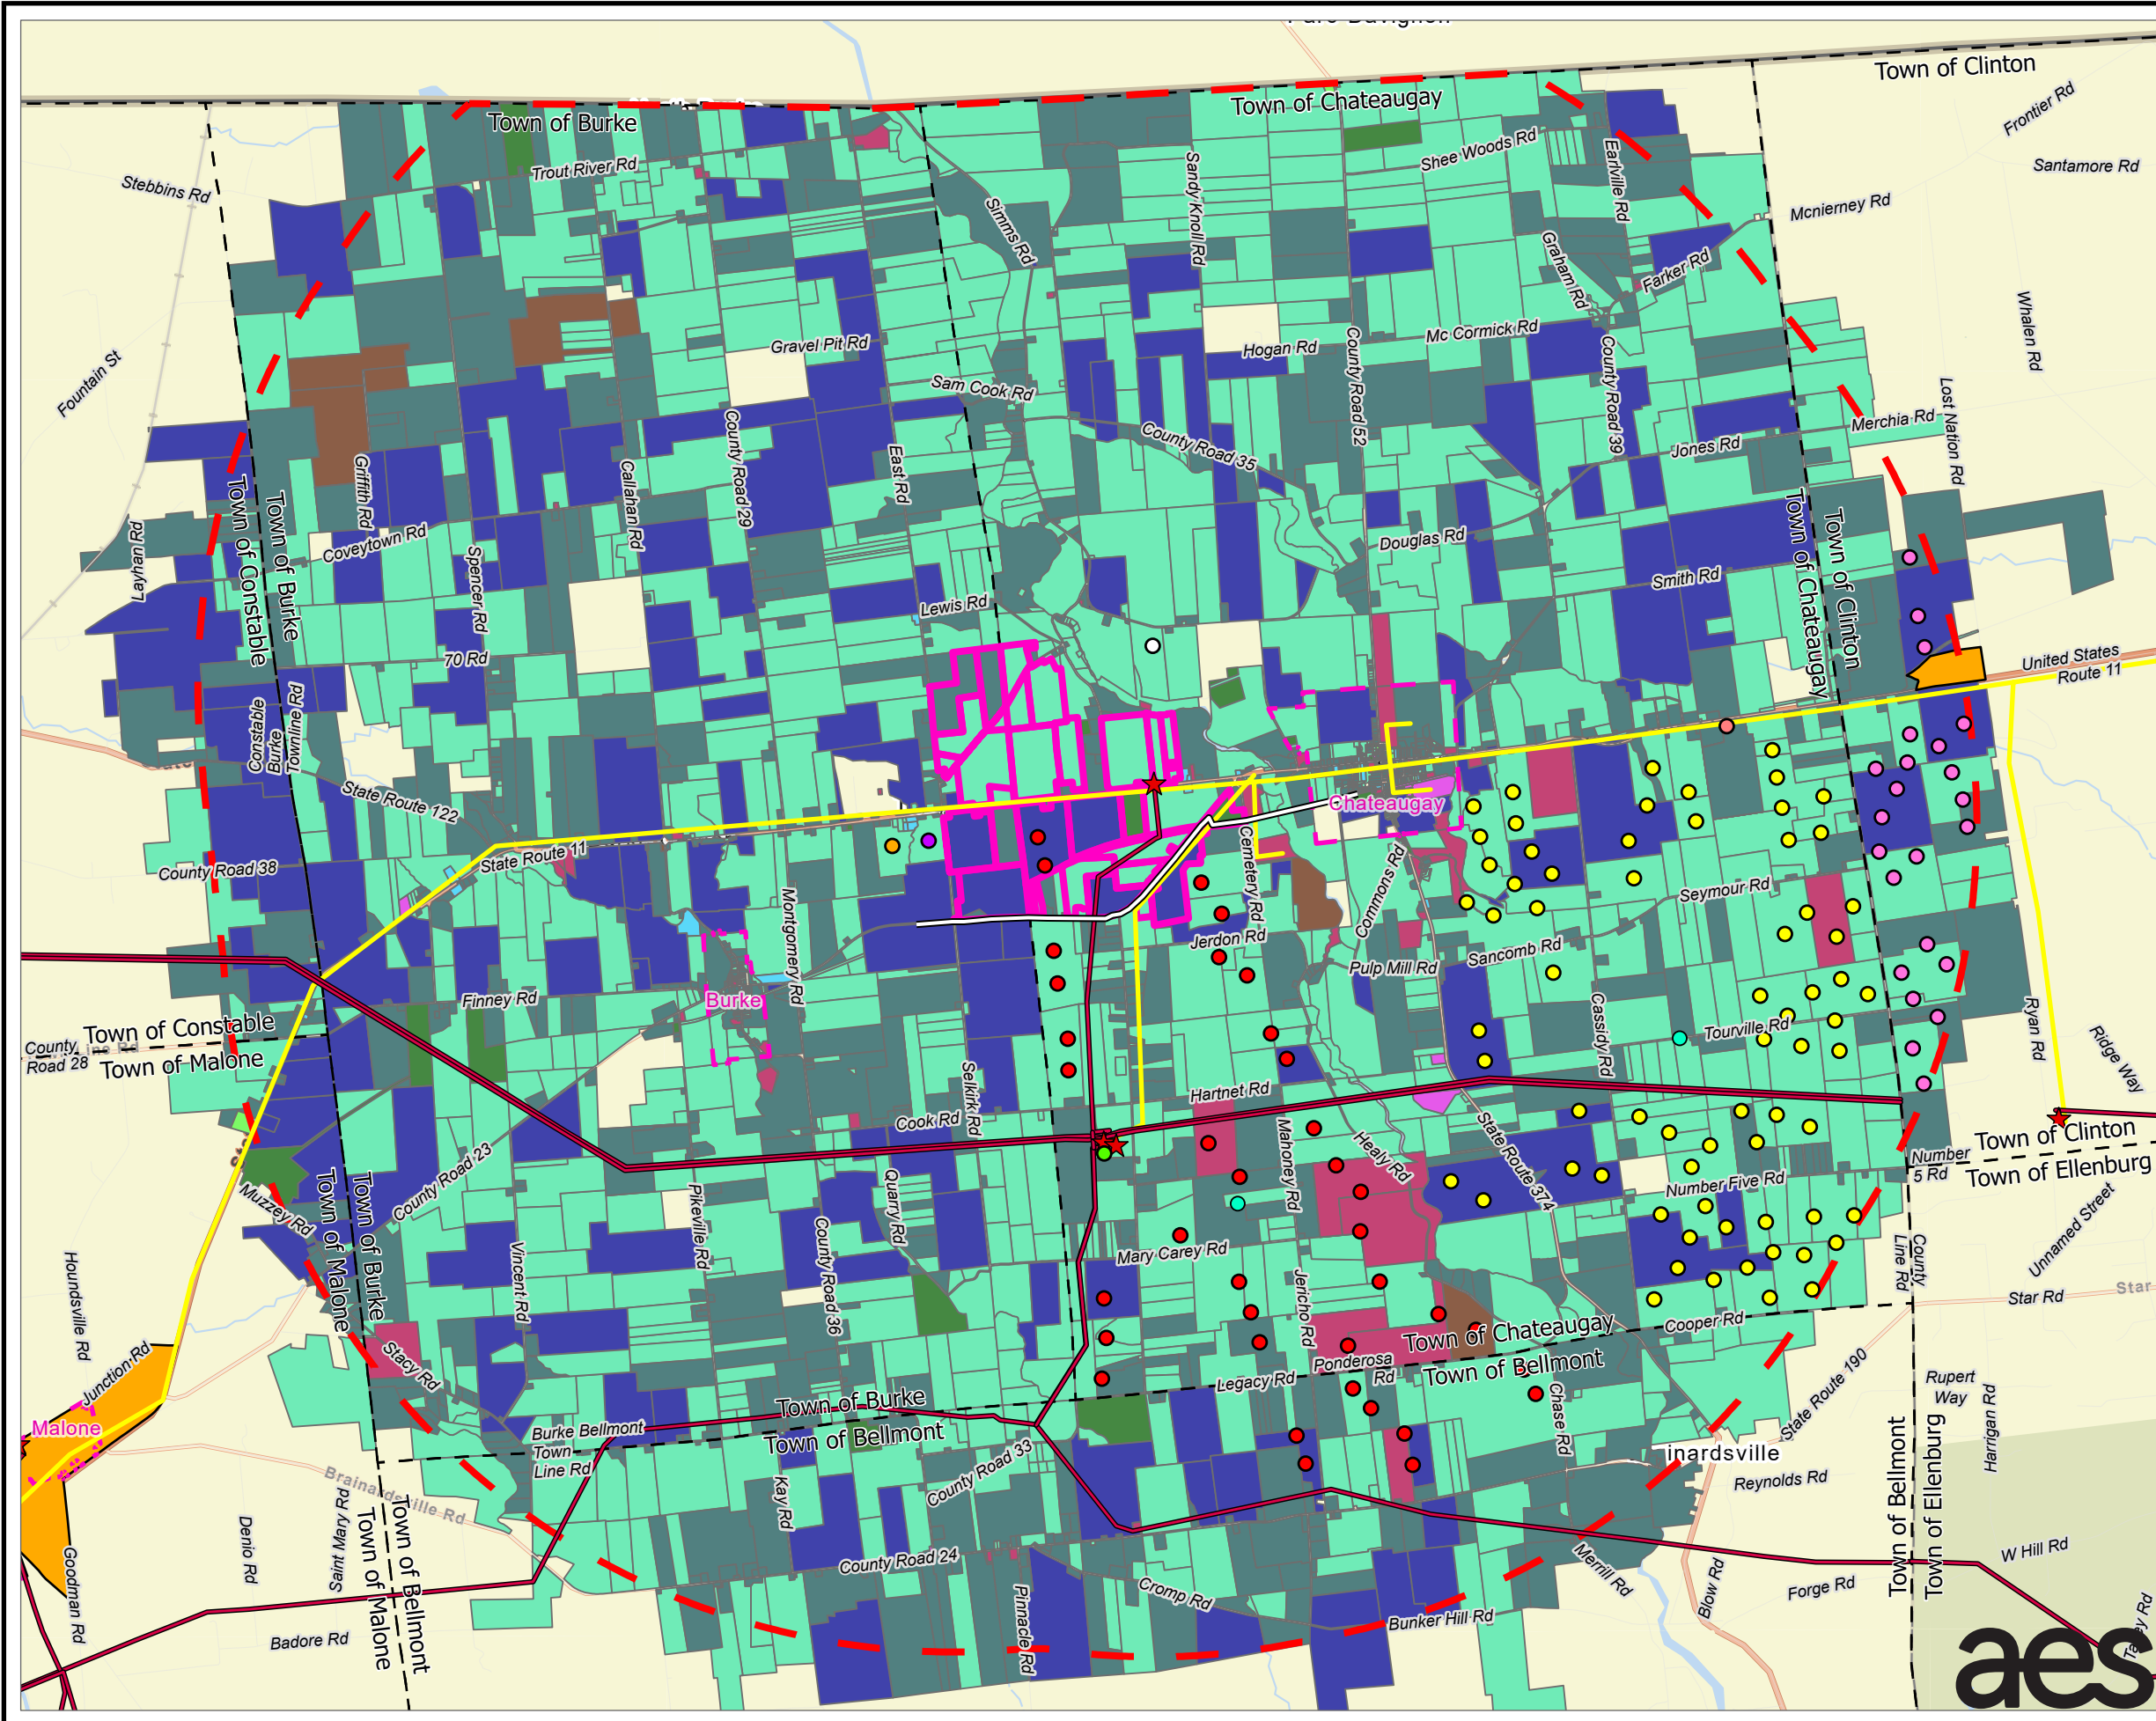 Town of Clinton
Town of Chateaugay
Town of Burke
Frontier Rd
Santamore Rd
Shee Woods Rd
Earlville Rd
Trout River Rd
Sandy Knoll Rd
Stebbins Rd
Mcnierney Rd
Simms Rd
Graham Rd
Farker Rd
Whalen Rd
Fountain St
Gravel Pit Rd
Hogan Rd
County Road 52
Mc Cormick Rd
County Road 39
Sam Cook Rd
Lost Nation Rd
Merchia Rd
County Road 29
County Road 35
Jones Rd
East Rd
Griffith Rd
Callahan Rd
Town of Constable
Town of Burke
Town of Chateaugay
Town of Clinton
Layhan Rd
Coveytown Rd
Spencer Rd
Douglas Rd
Smith Rd
Lewis Rd
70 Rd
United States
Route 11
Constable
Burke
Townline Rd
State Route 122
Chateaugay
State Route 11
County Road 38
Cemetery Rd
Commons Rd
Seymour Rd
Montgomery Rd
Jerdon Rd
Sancomb Rd
Pulp Mill Rd
Burke
Finney Rd
Cassidy Rd
Tourville Rd
Ryan Rd
Ridge Way
Town of Constable
Town of Malone
County
Road 28
Selkirk Rd
Hartnet Rd
Cook Rd
Mahoney Rd
Healy Rd
State Route 374
Town of Clinton
Town of Ellenburg
Number
5 Rd
Number Five Rd
County Road 23
Muzzey Rd
Town of Malone
Town of Burke
Pikeville Rd
Quarry Rd
County Road 36
Vincent Rd
Mary Carey Rd
Jericho Rd
County
Line Rd
Unnamed Street
Houndsville Rd
Star Rd
Star
Cooper Rd
Town of Chateaugay
Town of Bellmont
Ponderosa
Rd
Legacy Rd
Junction Rd
Stacy Rd
Chase Rd
State Route 190
Rupert
Way
Harrigan Rd
Town of Burke
Town of Bellmont
Malone
Burke Bellmont
Town
Line Rd
County Road 33
inardsville
Reynolds Rd
Brainardsville Rd
Kay Rd
Town of Bellmont
Town of Ellenburg
Denio Rd
Saint Mary Rd
Town of Malone
Town of Bellmont
Goodman Rd
County Road 24
Cromp Rd
Merrill Rd
W Hill Rd
Forge Rd
Blow Rd
Pinnacle Rd
Bunker Hill Rd
Badore Rd
aes